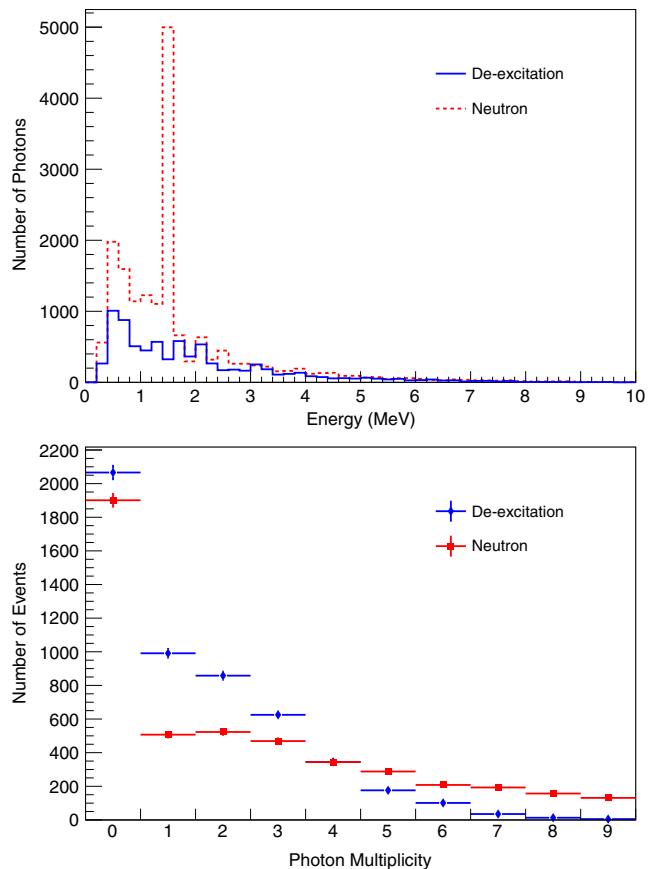 5000
4000
3000
2000
1000
0
Number of Photons
De-excitation
Neutron
0 1 2 3 4 5 6 7 8 9 10
Energy (MeV)
2200
2000
1800
1600
1400
1200
1000
800
600
400
200
0
Number of Events
De-excitation
Neutron
0 1 2 3 4 5 6 7 8 9
Photon Multiplicity